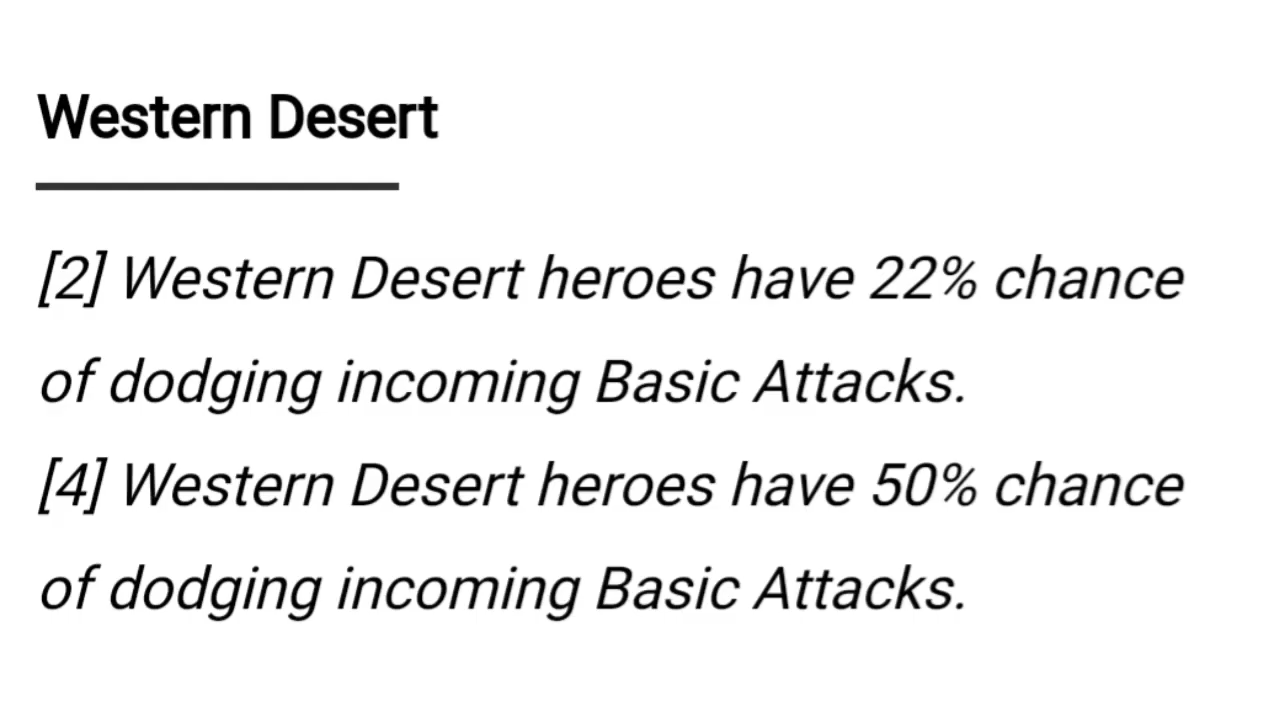 Western Desert
[2] Western Desert heroes have 22% chance
of dodging incoming Basic Attacks.
[4] Western Desert heroes have 50% chance
of dodging incoming Basic Attacks.